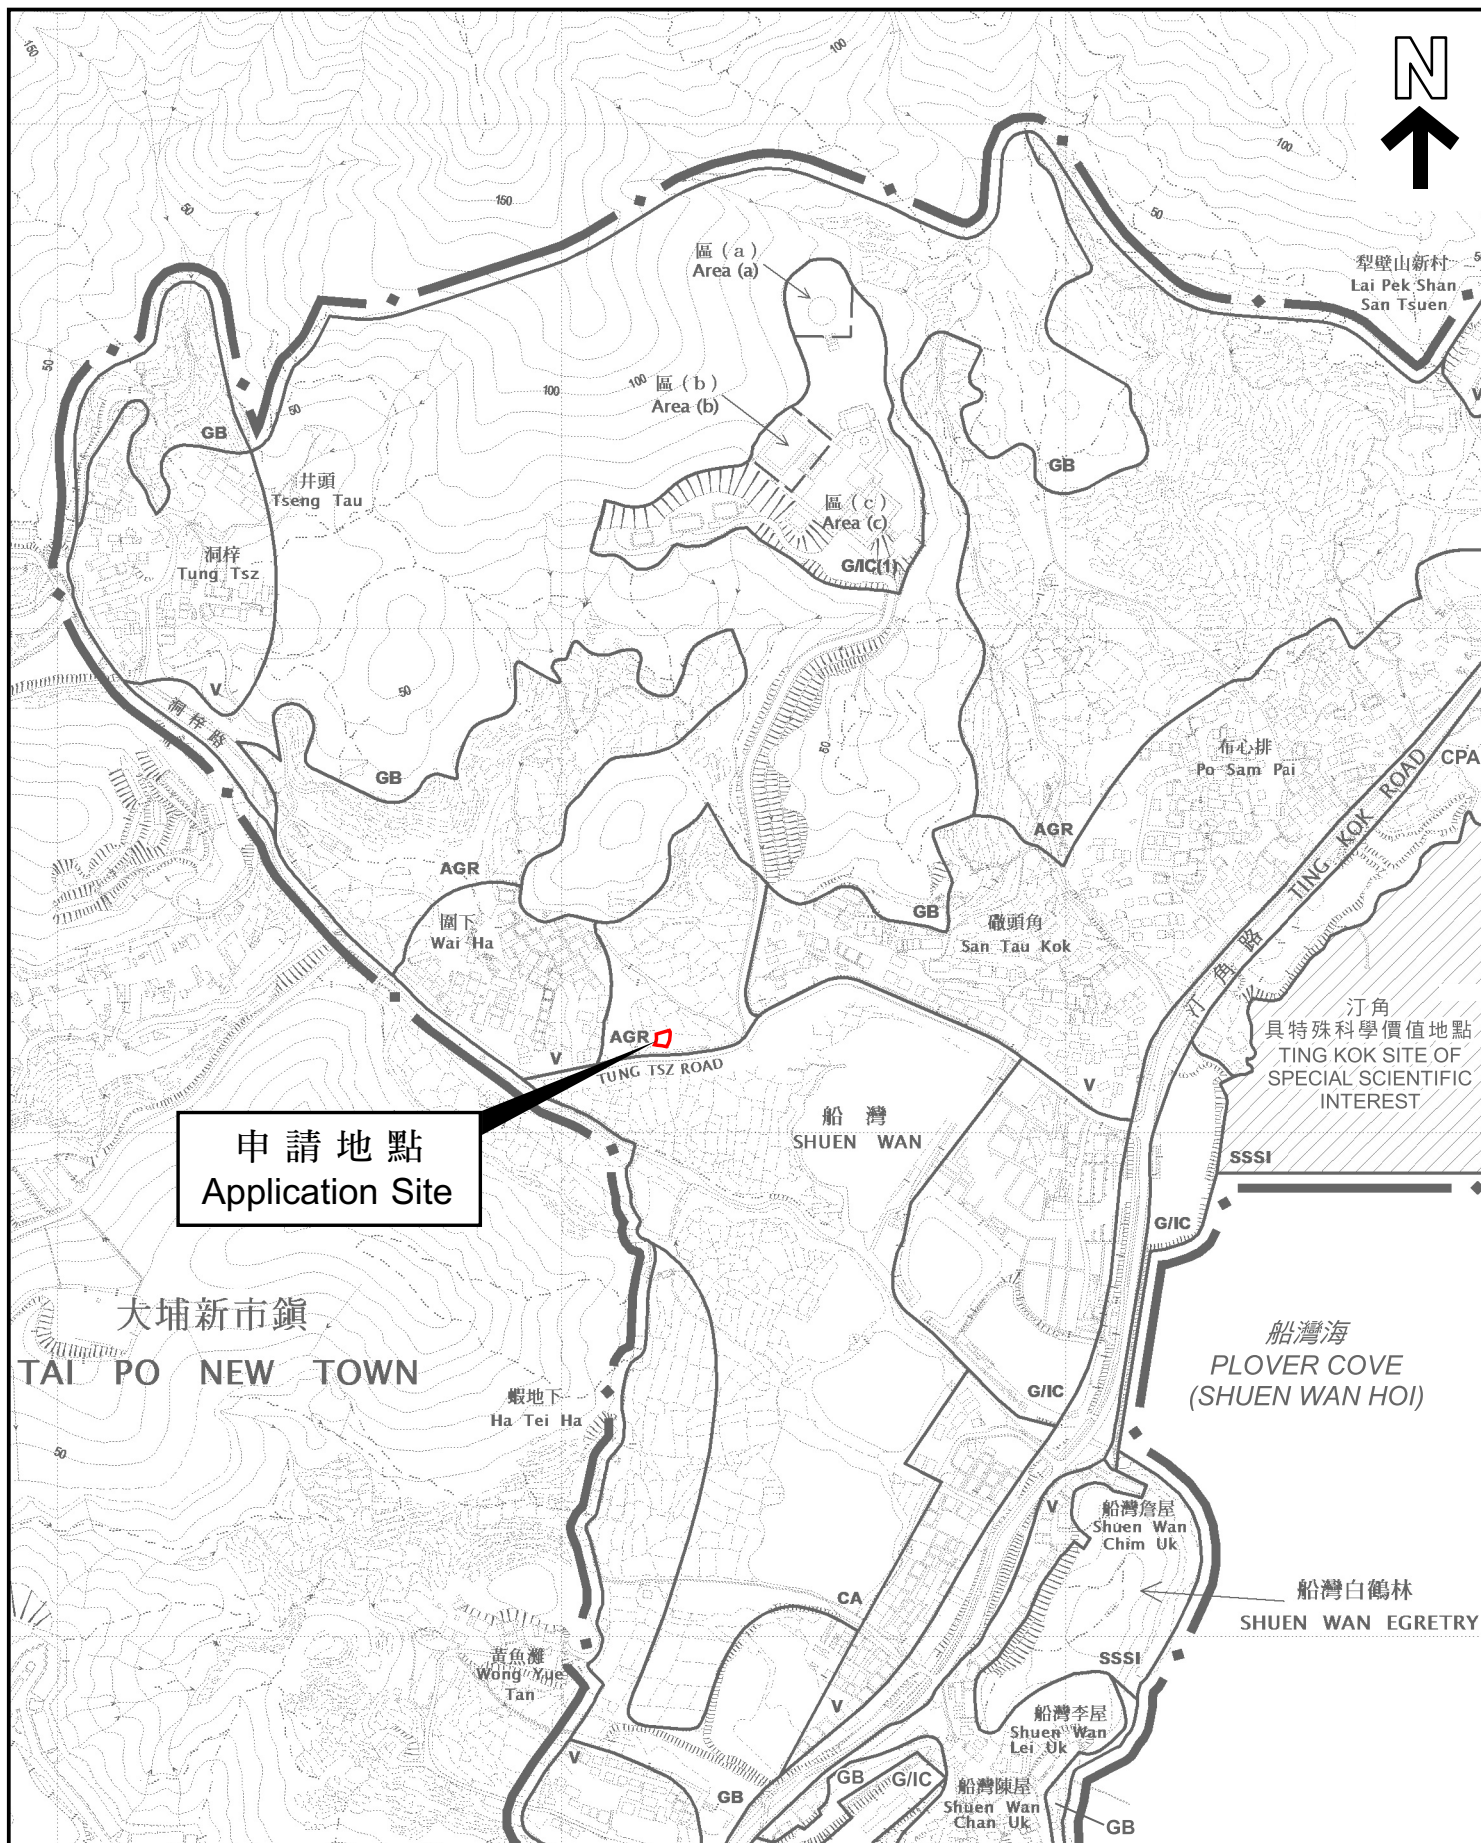 N
150
100
100
50
150
50
區（a）
Area (a)
犁壁山新村
Lai Pek Shan
San Tsuen
50
100
100
區（b）
Area (b)
50
GB
V
井頭
Tseng Tau
GB
區（c）
Area (c)
洞梓
Tung Tsz
G/IC(1)
50
V
洞梓路
50
布心排
Po Sam Pai
CPA
GB
TING KOK ROAD
汀角路
AGR
AGR
圍下
Wai Ha
GB
礮頭角
San Tau Kok
汀角
具特殊科學價值地點
TING KOK SITE OF
SPECIAL SCIENTIFIC
INTEREST
AGR
V
TUNG TSZ ROAD
V
申請地點
Application Site
船灣
SHUEN WAN
SSSI
G/IC
大埔新市鎮
TAI PO NEW TOWN
船灣海
PLOVER COVE
(SHUEN WAN HOI)
蝦地下
Ha Tei Ha
G/IC
50
V
船灣詹屋
Shuen Wan
Chim Uk
CA
船灣白鶴林
SHUEN WAN EGRETRY
黃魚灘
Wong Yue
Tan
SSSI
V
船灣李屋
Shuen Wan
Lei Uk
V
GB
GB
G/IC
船灣陳屋
Shuen Wan
Chan Uk
GB